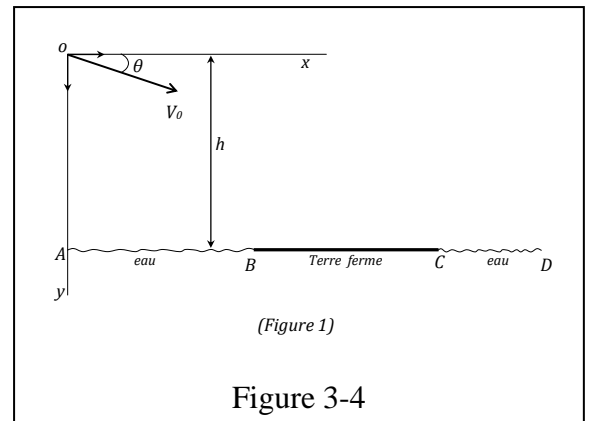 o
x
θ
V₀
h
A
eau
B
Terre ferme
C
eau
D
y
(Figure 1)
Figure 3-4